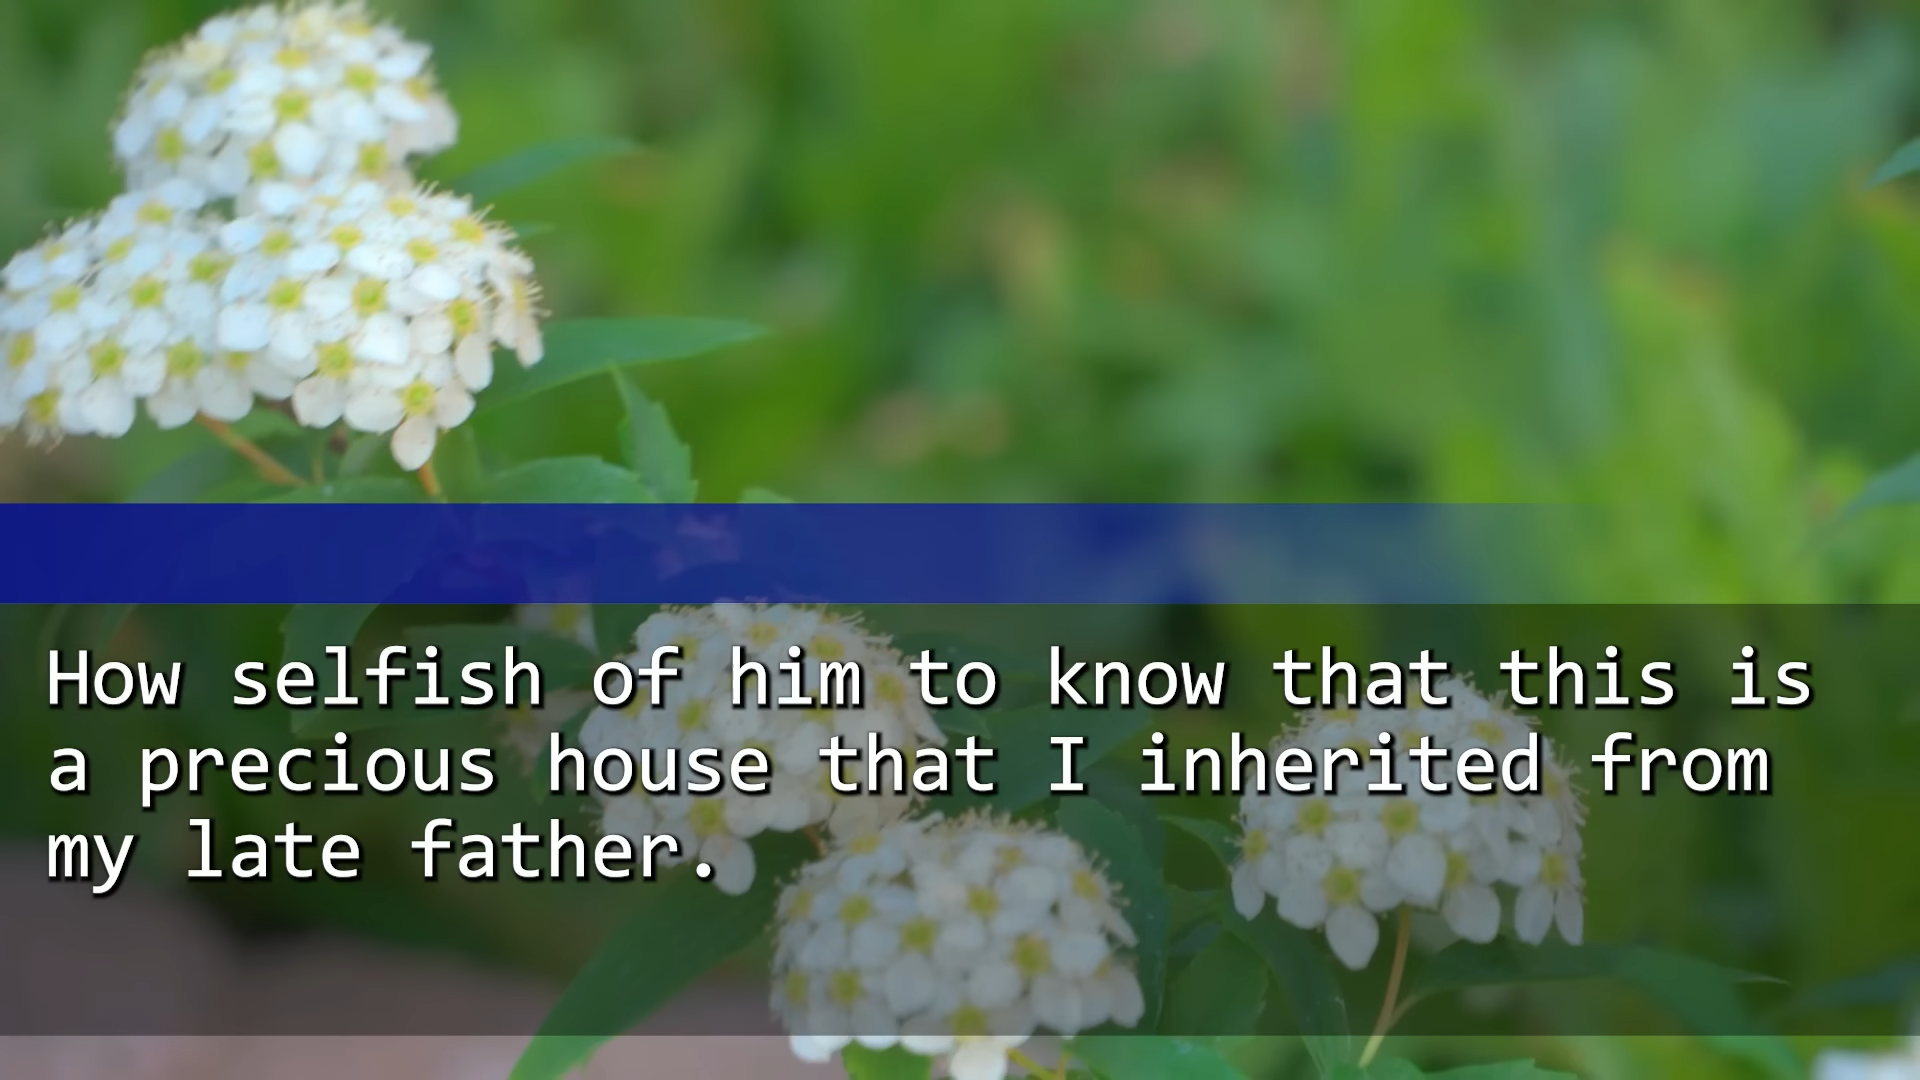 How selfish of him to know that this is
a precious house that I inherited from
my late father.